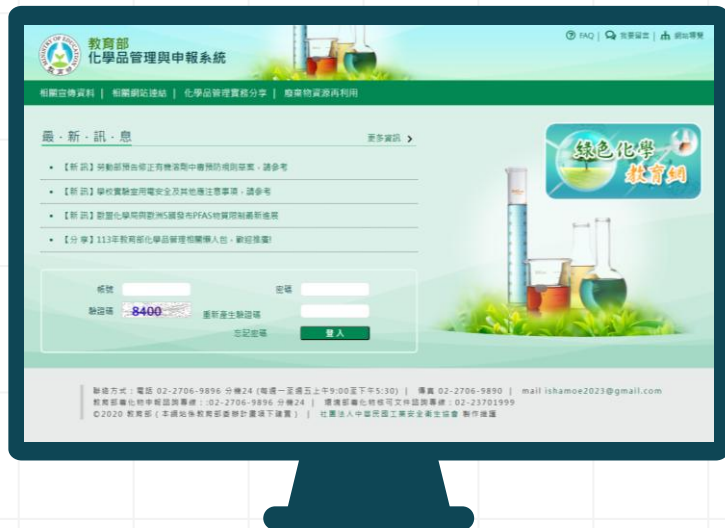 FAQ | 我要留言 | 網站導覽
教育部
化學品管理與申報系統
MINISTRY OF EDUCATION
相關宣傳資料 | 相關網站連結 | 化學品管理實務分享 | 廢棄物資源再利用
最・新・訊・息
更多資訊 >
• 【新 訊】勞動部預告修正有機溶劑中毒預防規則草案，請參考
• 【新 訊】學校實驗室用電安全及其他應注意事項，請參考
• 【新 訊】歐盟化學局與歐洲5國發布PFAS物質限制最新進展
• 【分 享】113年教育部化學品管理相關懶人包，歡迎推廣!
綠色化學
教育網
帳號
密碼
驗證碼 8400 重新產生驗證碼
忘記密碼 登入
聯絡方式：電話 02-2706-9896 分機24 (每週一至週五上午9:00至下午5:30) | 傳真 02-2706-9890 | mail ishamoe2023@gmail.com
教育部毒化物申報諮詢專線：:02-2706-9896 分機24 | 環境部毒化物核可文件諮詢專線：02-23701999
©2020 教育部 ( 本網站係教育部委辦計畫項下建置 ) | 社團法人中華民國工業安全衛生協會 製作維護